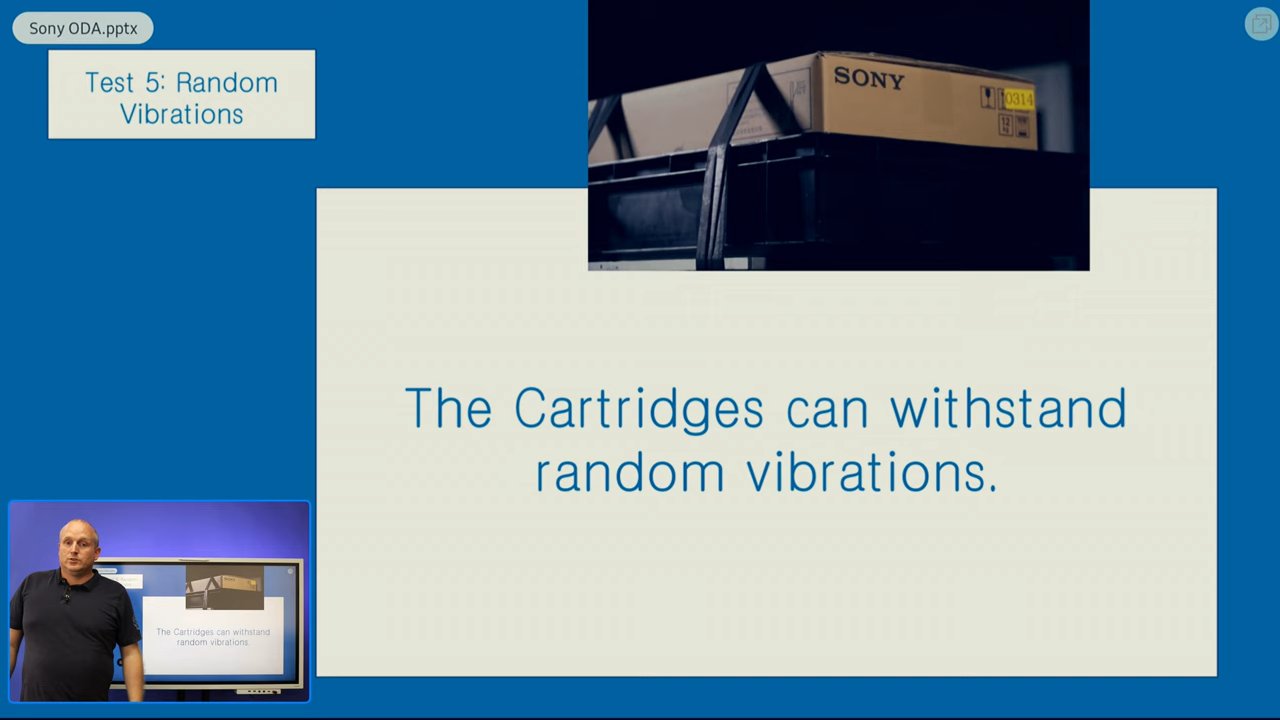 Sony ODA.pptx
Test 5: Random
Vibrations
SONY
0314
12
The Cartridges can withstand
random vibrations.
The Cartridges can withstand
random vibrations.